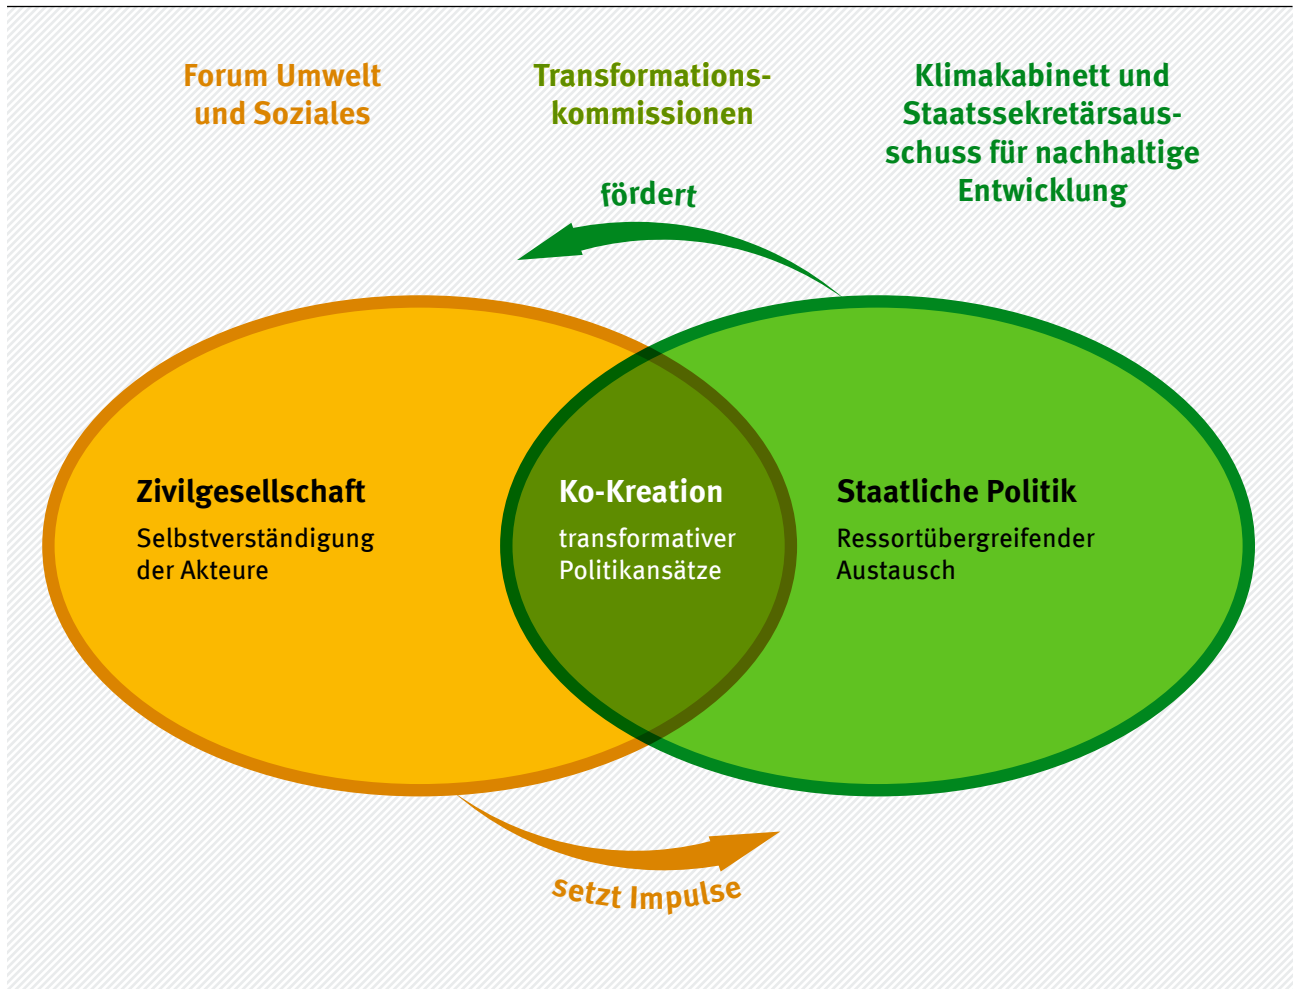 Forum Umwelt
und Soziales
Transformations-
kommissionen
Klimakabinett und
Staatssekretärsaus-
schuss für nachhaltige
Entwicklung
fördert
Zivilgesellschaft
Selbstverständigung
der Akteure
Ko-Kreation
transformativer
Politikansätze
Staatliche Politik
Ressortübergreifender
Austausch
setzt Impulse